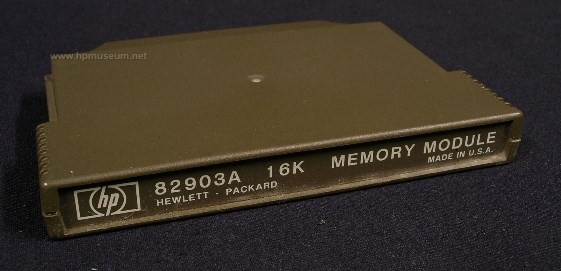 www.hpmuseum.net
hp 82903A 16K MEMORY MODULE
HEWLETT - PACKARD MADE IN U.S.A.